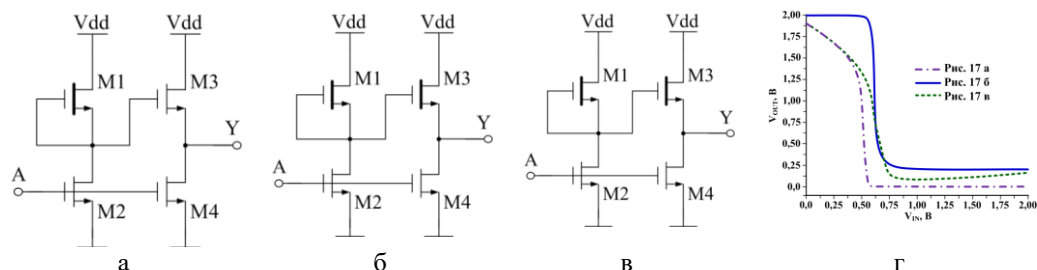 Vdd Vdd
M1 M3
Y
A
M2 M4
а
Vdd Vdd
M1 M3
Y
A
M2 M4
б
Vdd Vdd
M1 M3
Y
A
M2 M4
в
2,00
1,75
1,50
1,25
1,00
0,75
0,50
0,25
0,0
V_OUT, В
Рис. 17 а
Рис. 17 б
Рис. 17 в
0,0 0,25 0,50 0,75 1,00 1,25 1,50 1,75 2,00
V_IN, В
г